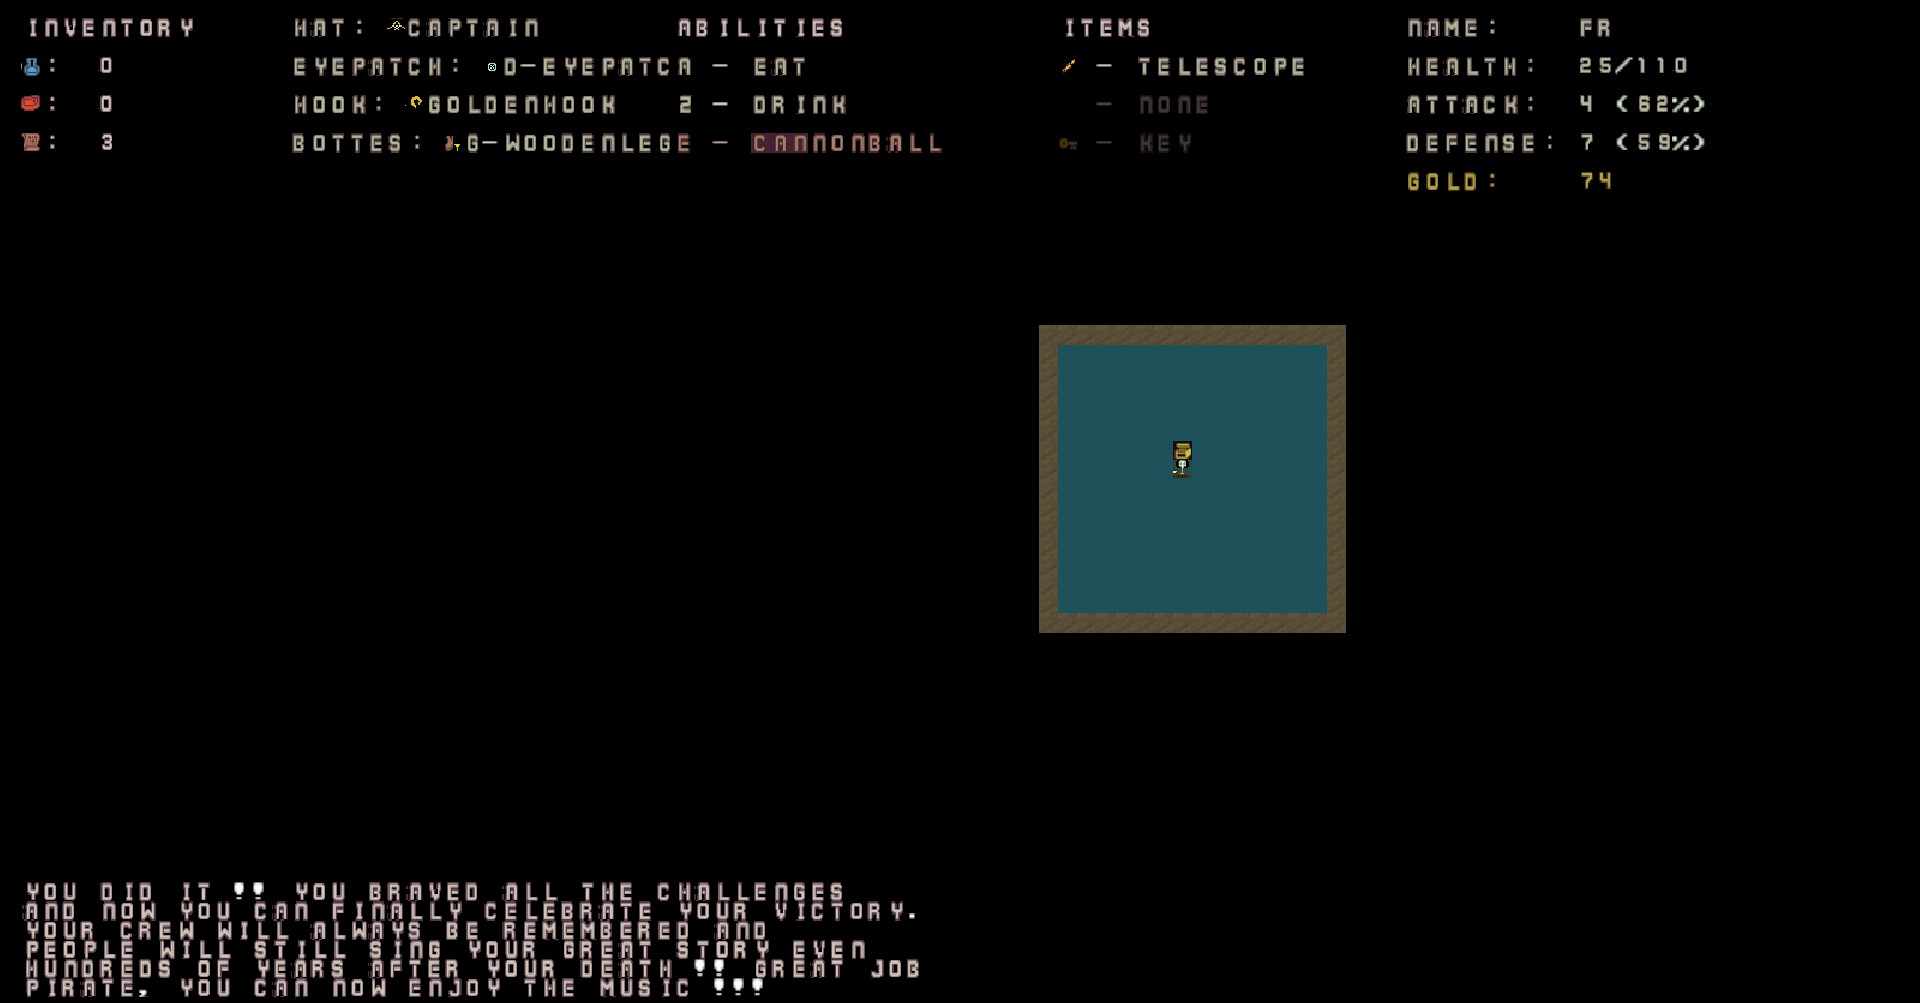 INVENTORY HAT: CAPTAIN ABILITIES ITEMS NAME: FR
: 0 EYEPATCH: D-EYEPATCA - EAT - TELESCOPE HEALTH: 25/110
: 0 HOOK: GOLDENHOOK 2 - DRINK - NONE ATTACK: 4 (62%)
: 3 BOTTES: G-WOODENLEGE - CANNONBALL - KEY DEFENSE: 7 (59%)
GOLD: 74
YOU DID IT !! YOU BRAVED ALL THE CHALLENGES
AND NOW YOU CAN FINALLY CELEBRATE YOUR VICTORY.
YOUR CREW WILL ALWAYS BE REMEMBERED AND
PEOPLE WILL STILL SING YOUR GREAT STORY EVEN
HUNDREDS OF YEARS AFTER YOUR DEATH !! GREAT JOB
PIRATE, YOU CAN NOW ENJOY THE MUSIC !!!